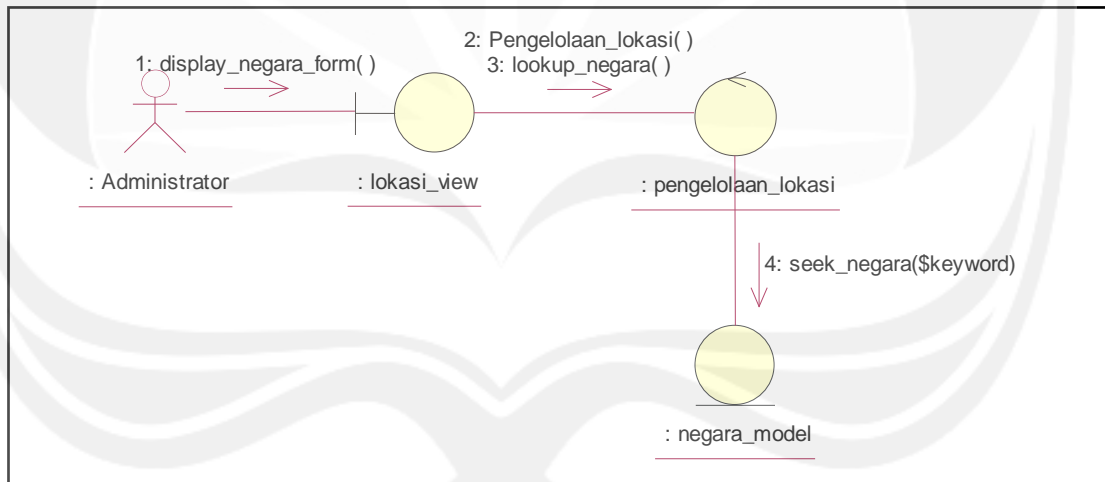 1: display_negara_form( )
2: Pengelolaan_lokasi( )
3: lookup_negara( )
: Administrator
: lokasi_view
: pengelolaan_lokasi
4: seek_negara($keyword)
: negara_model